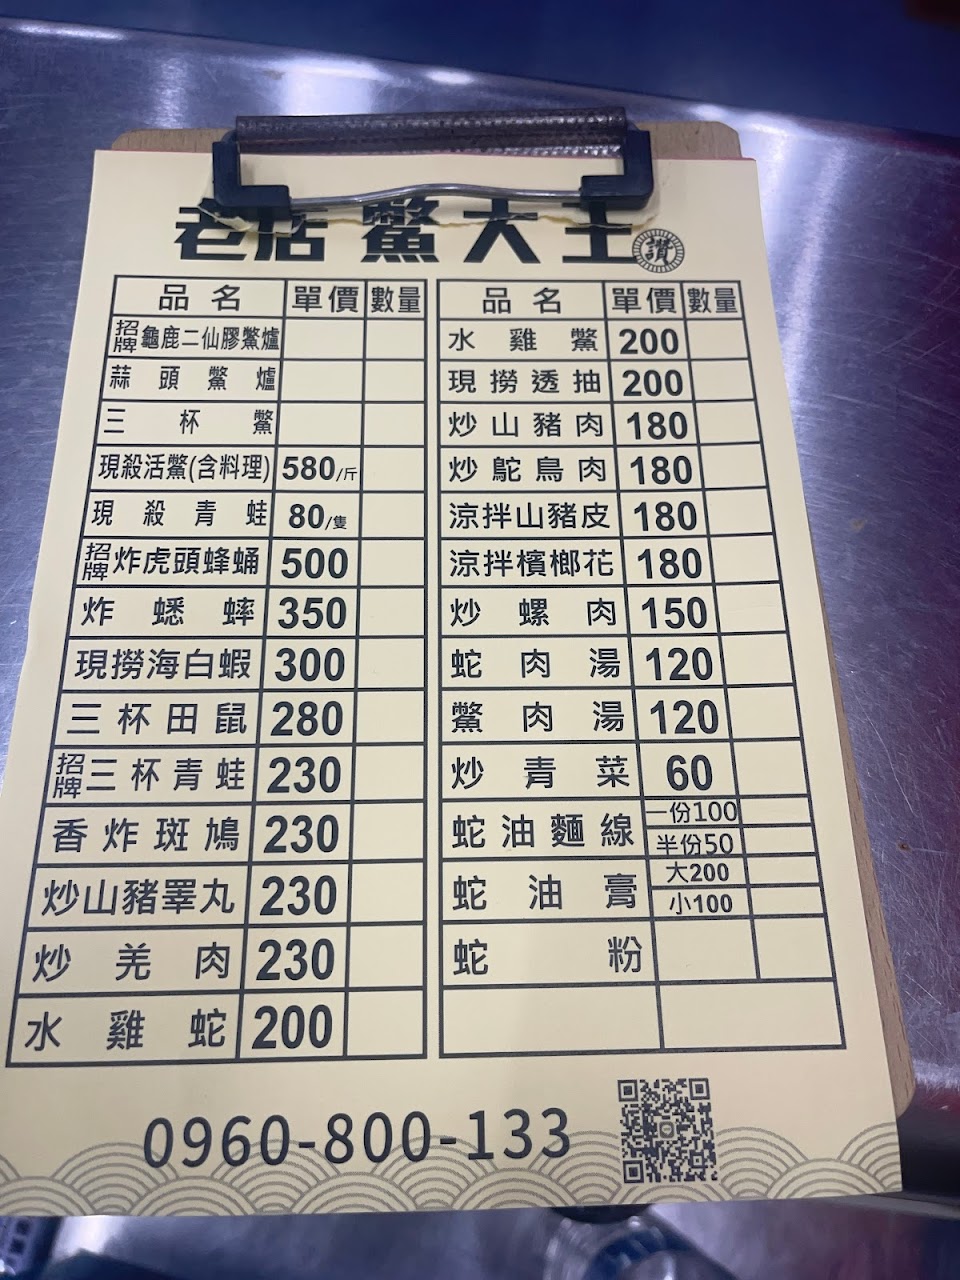 老店 鱉大王 讚
品名 單價 數量
招牌 龜鹿二仙膠鱉爐
蒜頭鱉爐
三杯鱉
現殺活鱉(含料理) 580/斤
現殺青蛙 80/隻
招牌 炸虎頭蜂蛹 500
炸蟋蟀 350
現撈海白蝦 300
三杯田鼠 280
招牌 三杯青蛙 230
香炸斑鳩 230
炒山豬睪丸 230
炒羌肉 230
水雞蛇 200
品名 單價 數量
水雞鱉 200
現撈透抽 200
炒山豬肉 180
炒鴕鳥肉 180
涼拌山豬皮 180
涼拌檳榔花 180
炒螺肉 150
蛇肉湯 120
鱉肉湯 120
炒青菜 60
蛇油麵線 一份100
半份50
蛇油膏 大200
小100
蛇粉
0960-800-133